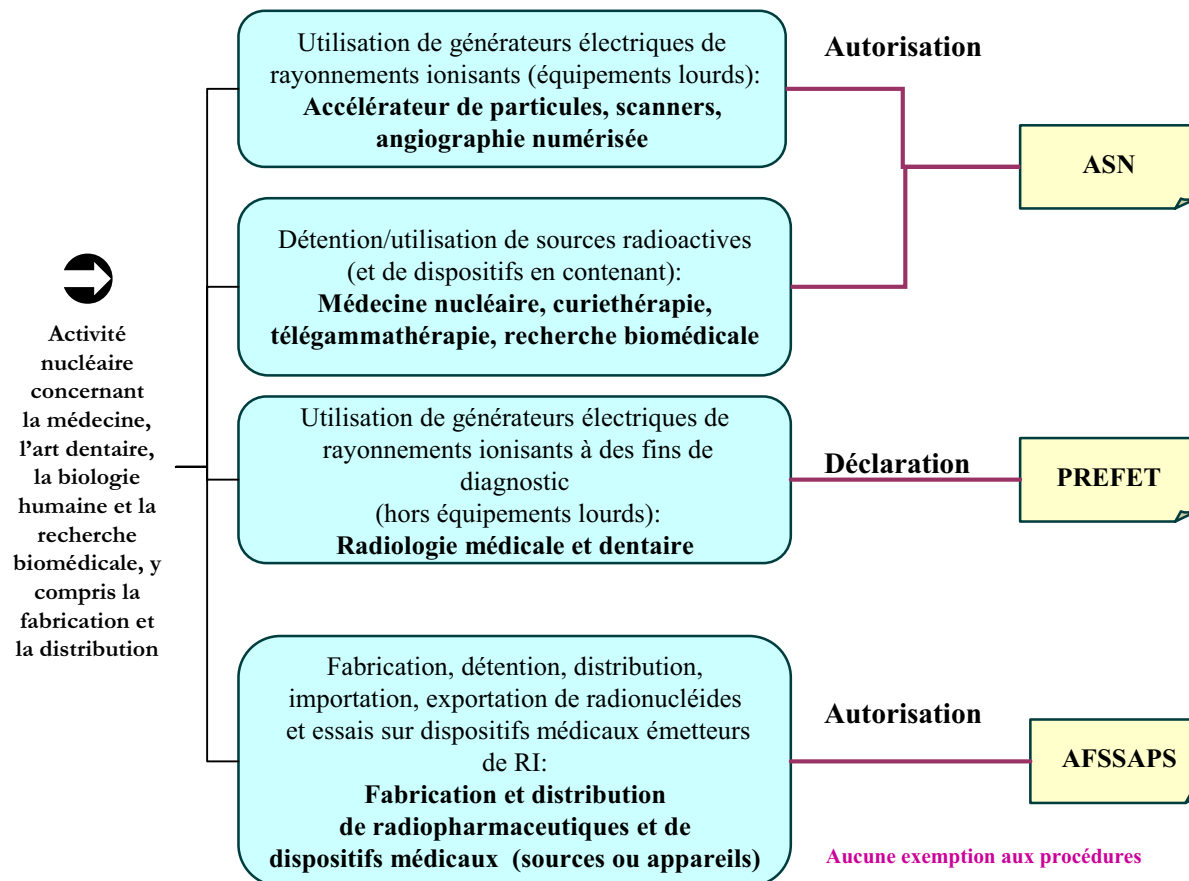 Activité
nucléaire
concernant
la médecine,
l’art dentaire,
la biologie
humaine et la
recherche
biomédicale, y
compris la
fabrication et
la distribution
Utilisation de générateurs électriques de
rayonnements ionisants (équipements lourds):
Accélérateur de particules, scanners,
angiographie numérisée
Autorisation
ASN
Détention/utilisation de sources radioactives
(et de dispositifs en contenant):
Médecine nucléaire, curiethérapie,
télégammathérapie, recherche biomédicale
Utilisation de générateurs électriques de
rayonnements ionisants à des fins de
diagnostic
(hors équipements lourds):
Radiologie médicale et dentaire
Déclaration
PREFET
Fabrication, détention, distribution,
importation, exportation de radionucléides
et essais sur dispositifs médicaux émetteurs
de RI:
Fabrication et distribution
de radiopharmaceutiques et de
dispositifs médicaux (sources ou appareils)
Autorisation
AFSSAPS
Aucune exemption aux procédures